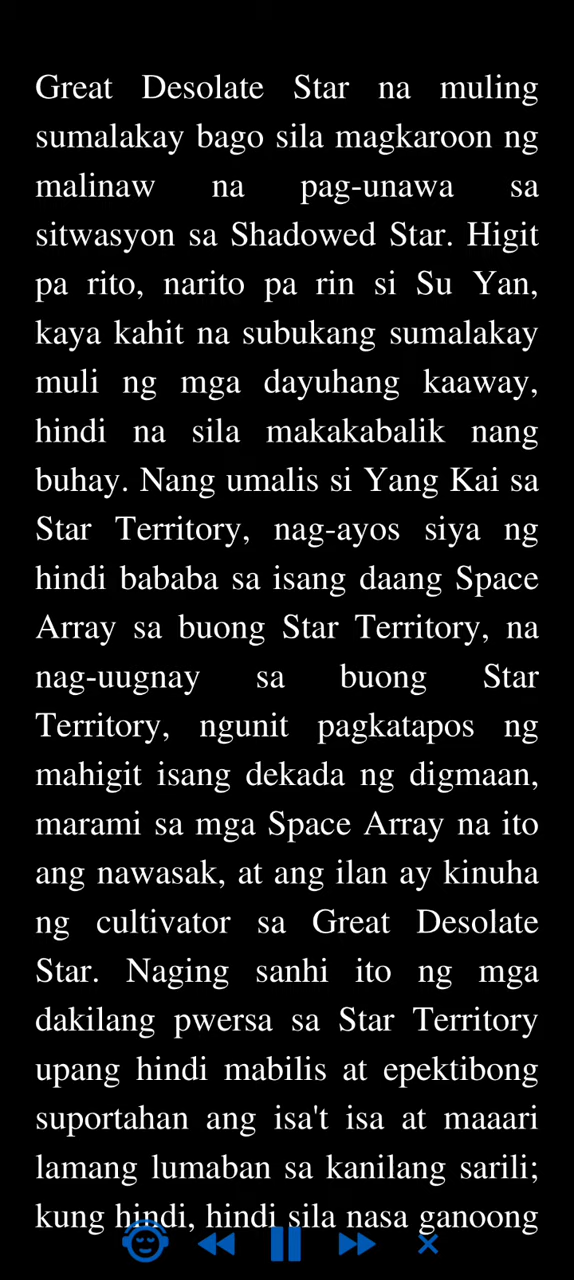 Great Desolate Star na muling
sumalakay bago sila magkaroon ng
malinaw na pag-unawa sa
sitwasyon sa Shadowed Star. Higit
pa rito, narito pa rin si Su Yan,
kaya kahit na subukang sumalakay
muli ng mga dayuhang kaaway,
hindi na sila makakabalik nang
buhay. Nang umalis si Yang Kai sa
Star Territory, nag-ayos siya ng
hindi bababa sa isang daang Space
Array sa buong Star Territory, na
nag-uugnay sa buong Star
Territory, ngunit pagkatapos ng
mahigit isang dekada ng digmaan,
marami sa mga Space Array na ito
ang nawasak, at ang ilan ay kinuha
ng cultivator sa Great Desolate
Star. Naging sanhi ito ng mga
dakilang pwersa sa Star Territory
upang hindi mabilis at epektibong
suportahan ang isa't isa at maaari
lamang lumaban sa kanilang sarili;
kung hindi, hindi sila nasa ganoong